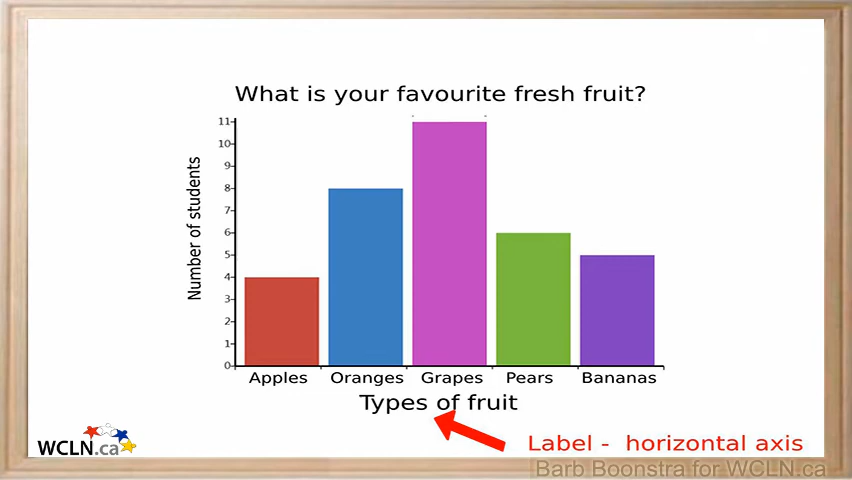 What is your favourite fresh fruit?
Number of students
11
10
9
8
7
6
5
4
3
2
1
0
Apples Oranges Grapes Pears Bananas
Types of fruit
Label - horizontal axis
WCLN.ca
Barb Boonstra for WCLN.ca